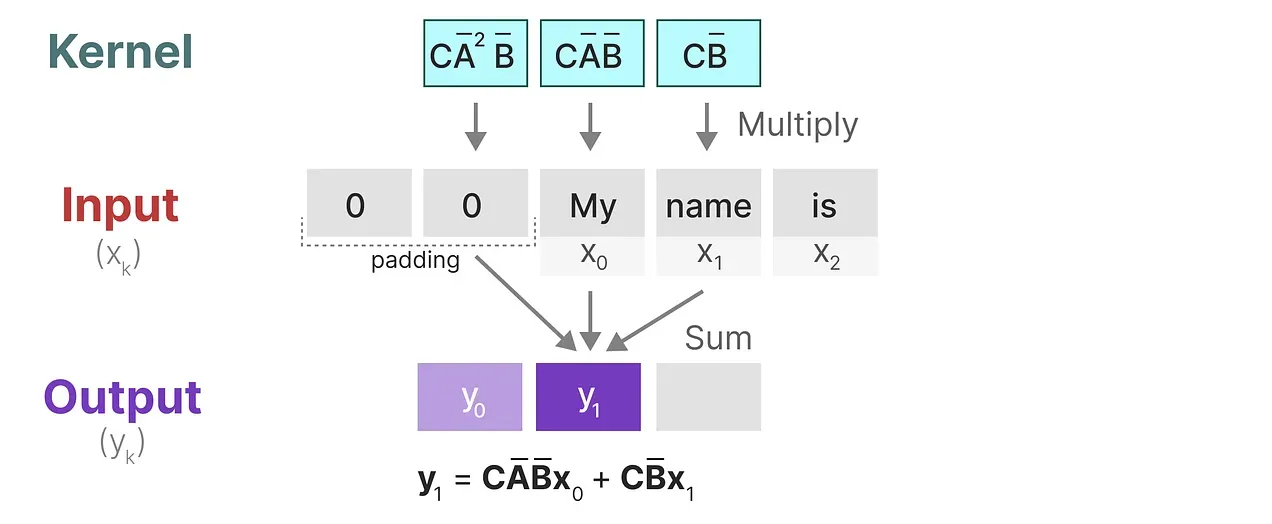 Kernel
CA̅²B̅ CA̅B̅ CB̅
Multiply
Input
(xₖ)
0 0 My name is
padding
x₀ x₁ x₂
Sum
Output
(yₖ)
y₀ y₁
y₁ = CA̅B̅x₀ + CB̅x₁